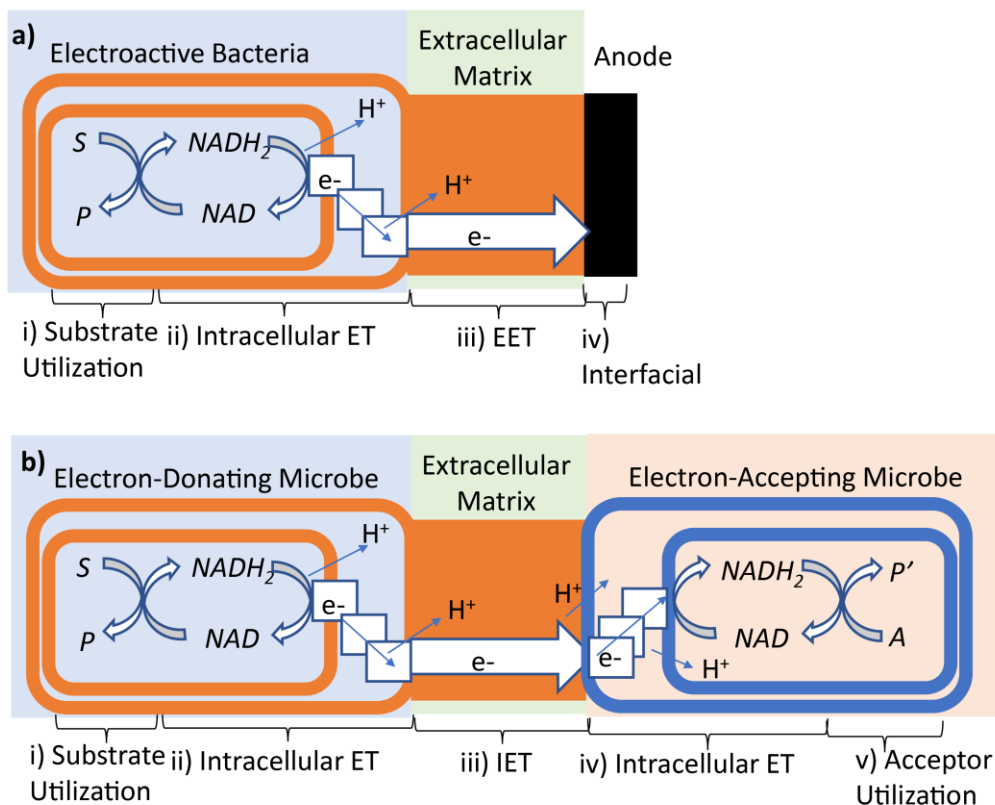 a)
Electroactive Bacteria
Extracellular
Matrix
Anode
S
NADH2
H+
P
NAD
e-
H+
e-
i) Substrate
Utilization
ii) Intracellular ET
iii) EET
iv)
Interfacial
b)
Electron-Donating Microbe
Extracellular
Matrix
Electron-Accepting Microbe
S
NADH2
H+
P
NAD
e-
H+
e-
H+
e-
H+
NADH2
P’
NAD
A
i) Substrate
Utilization
ii) Intracellular ET
iii) IET
iv) Intracellular ET
v) Acceptor
Utilization